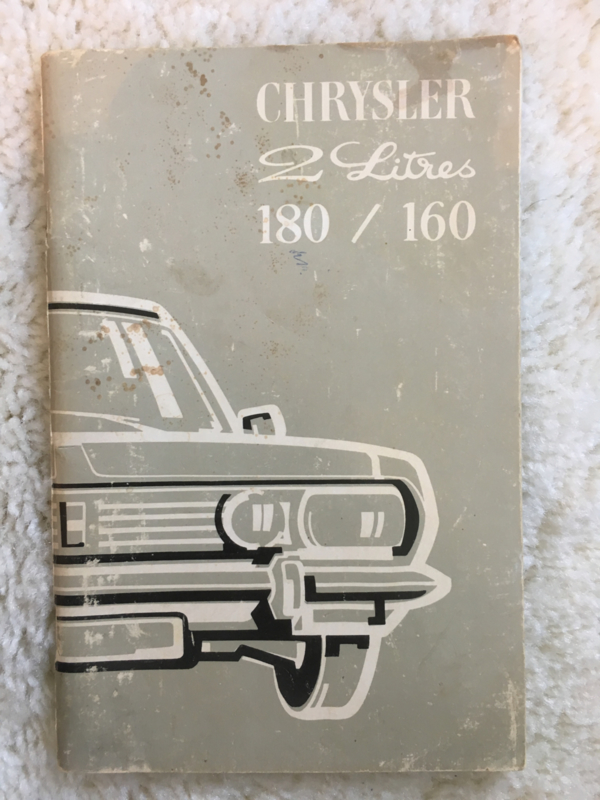 CHRYSLER
2 Litres
180 / 160